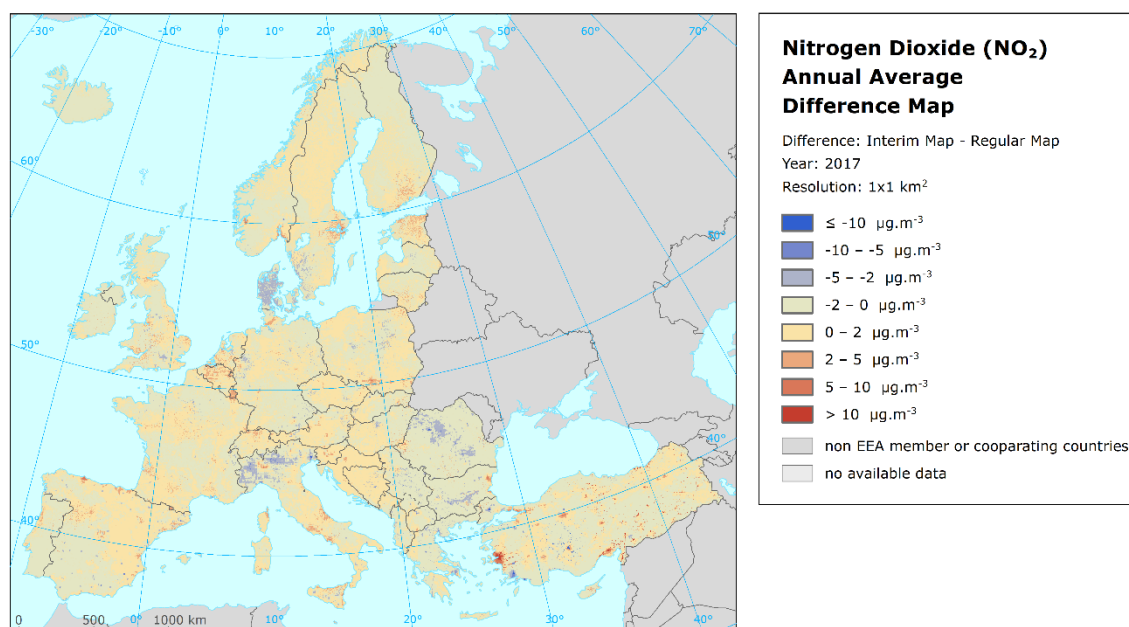 -30° -20° -10° 0° 10° 20° 30° 40° 50° 60° 70°
60°
50°
50°
40°
40°
0 500 1000 km
0° 10° 20° 30° 40°
Nitrogen Dioxide (NO₂)
Annual Average
Difference Map
Difference: Interim Map - Regular Map
Year: 2017
Resolution: 1x1 km²
≤ -10 µg.m⁻³
-10 – -5 µg.m⁻³
-5 – -2 µg.m⁻³
-2 – 0 µg.m⁻³
0 – 2 µg.m⁻³
2 – 5 µg.m⁻³
5 – 10 µg.m⁻³
> 10 µg.m⁻³
non EEA member or cooparating countries
no available data